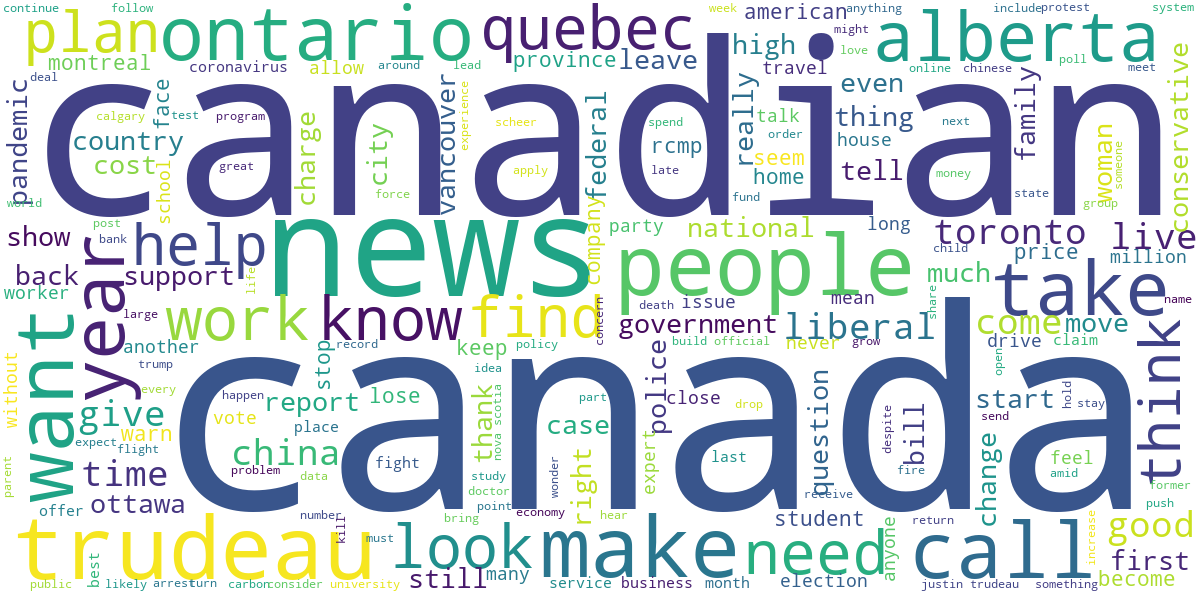 continue
follow
plan
ontario
quebec
week
american
anything
include
protest
system
might
love
alberta
montreal
coronavirus
allow
around
lead
province
leave
high
travel
online
chinese
poll
meet
deal
pandemic
canadian
calgary
test
program
face
experience
vancouver
country
cost
great
school
charge
city
force
scheer
apply
federal
spend
rcmp
late
really
talk
order
seem
home
fund
even
thing
house
tell
next
money
state
family
woman
someone
group
conservative
world
post
bank
show
back
worker
year
help
support
life
news
company
party
national
people
long
toronto
live
child
price
million
much
share
take
name
large
work
know
find
concern
death
issue
mean
government
liberal
come
move
want
another
trump
every
stop
record
keep
policy
idea
build
official
never
grow
drive
claim
without
give
warn
happen
vote
report
lose
place
canada
thank
nova scotia
part
case
police
close
drop
question
despite
bill
start
open
hold
send
stay
think
expect
flight
china
problem
data
fight
study
doctor
point
wonder
right
expert
last
receive
fire
change
feel
amid
former
push
parent
time
offer
ottawa
number
kill
bring
economy
hear
student
anyone
return
increase
good
trudeau
must
look
make
need
call
first
become
public
best
likely
arrest
turn
carbon
consider
university
still
many
service
business
month
election
justin trudeau
something